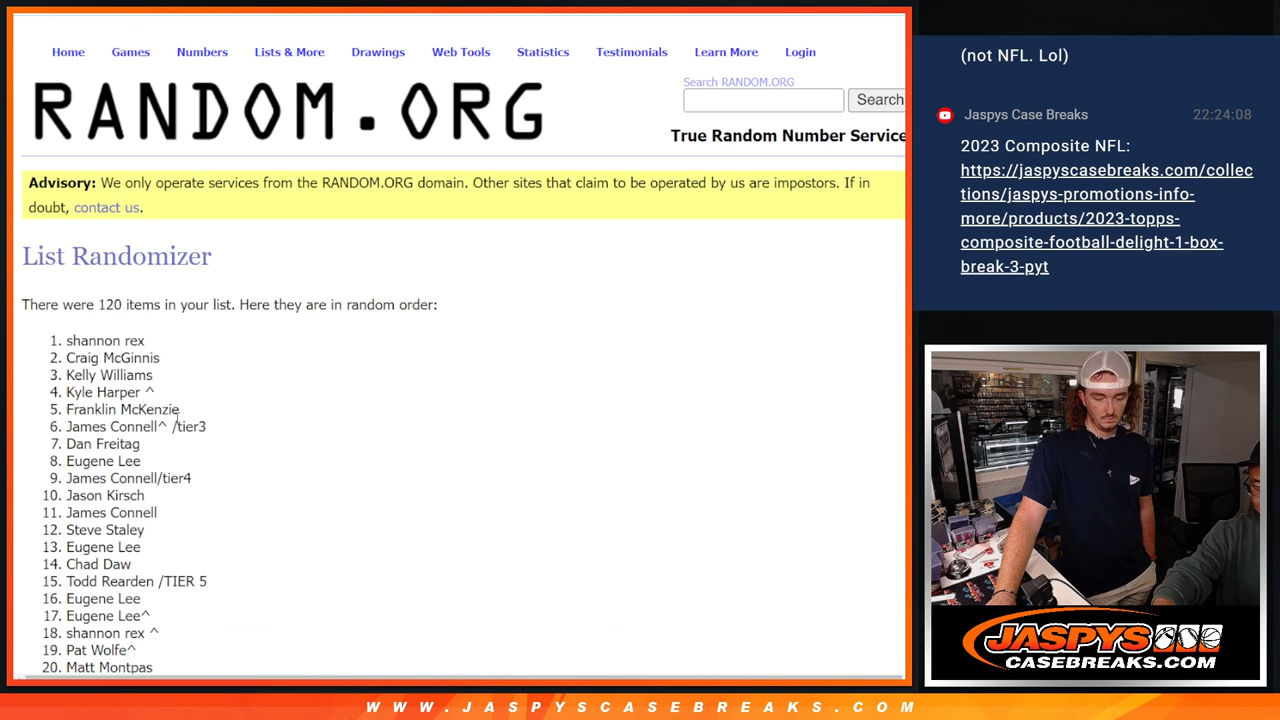 Home Games Numbers Lists & More Drawings Web Tools Statistics Testimonials Learn More Login
RANDOM.ORG
Search RANDOM.ORG
Search
True Random Number Service
Advisory: We only operate services from the RANDOM.ORG domain. Other sites that claim to be operated by us are impostors. If in
doubt, contact us.
List Randomizer
There were 120 items in your list. Here they are in random order:
1. shannon rex
2. Craig McGinnis
3. Kelly Williams
4. Kyle Harper ^
5. Franklin McKenzie
6. James Connell^ /tier3
7. Dan Freitag
8. Eugene Lee
9. James Connell/tier4
10. Jason Kirsch
11. James Connell
12. Steve Staley
13. Eugene Lee
14. Chad Daw
15. Todd Rearden /TIER 5
16. Eugene Lee
17. Eugene Lee^
18. shannon rex ^
19. Pat Wolfe^
20. Matt Montpas
(not NFL. Lol)
Jaspys Case Breaks 22:24:08
2023 Composite NFL:
https://jaspyscasebreaks.com/collec
tions/jaspys-promotions-info-
more/products/2023-topps-
composite-football-delight-1-box-
break-3-pyt
JASPYS
CASEBREAKS.COM
WWW.JASPYSCASEBREAKS.COM